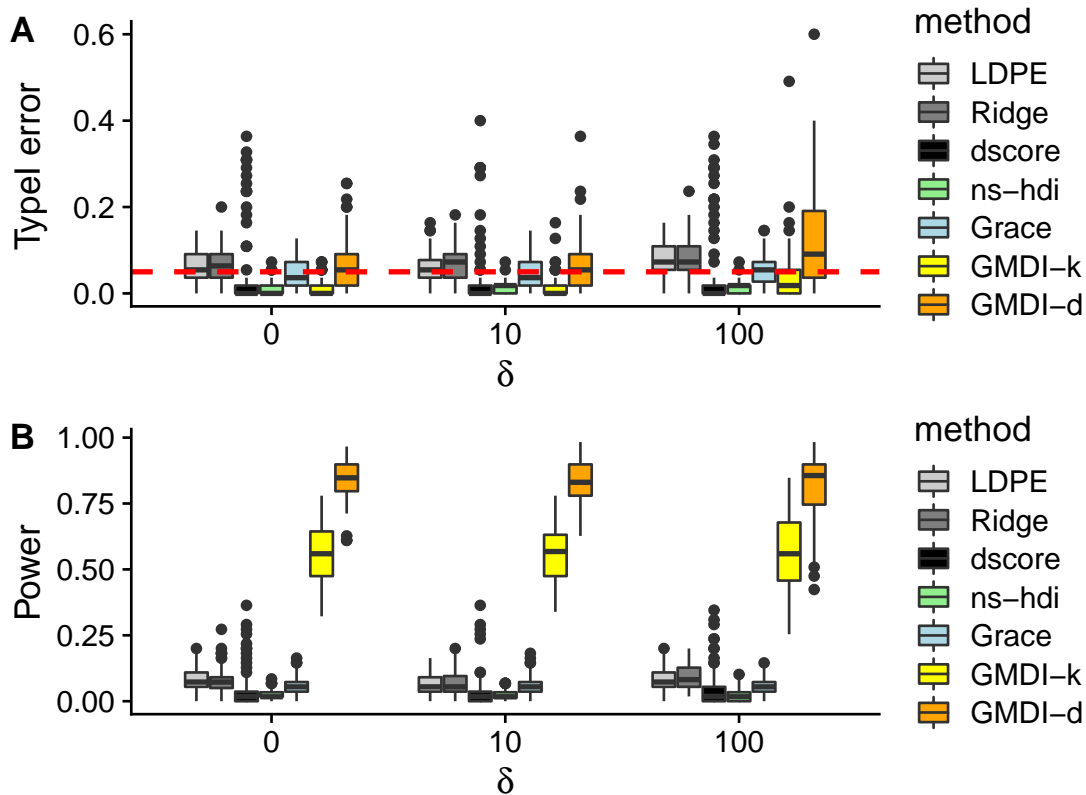 A
TypeI error
0.6
0.4
0.2
0.0
0
10
100
δ
method
LDPE
Ridge
dscore
ns−hdi
Grace
GMDI−k
GMDI−d
B
Power
1.00
0.75
0.50
0.25
0.00
0
10
100
δ
method
LDPE
Ridge
dscore
ns−hdi
Grace
GMDI−k
GMDI−d